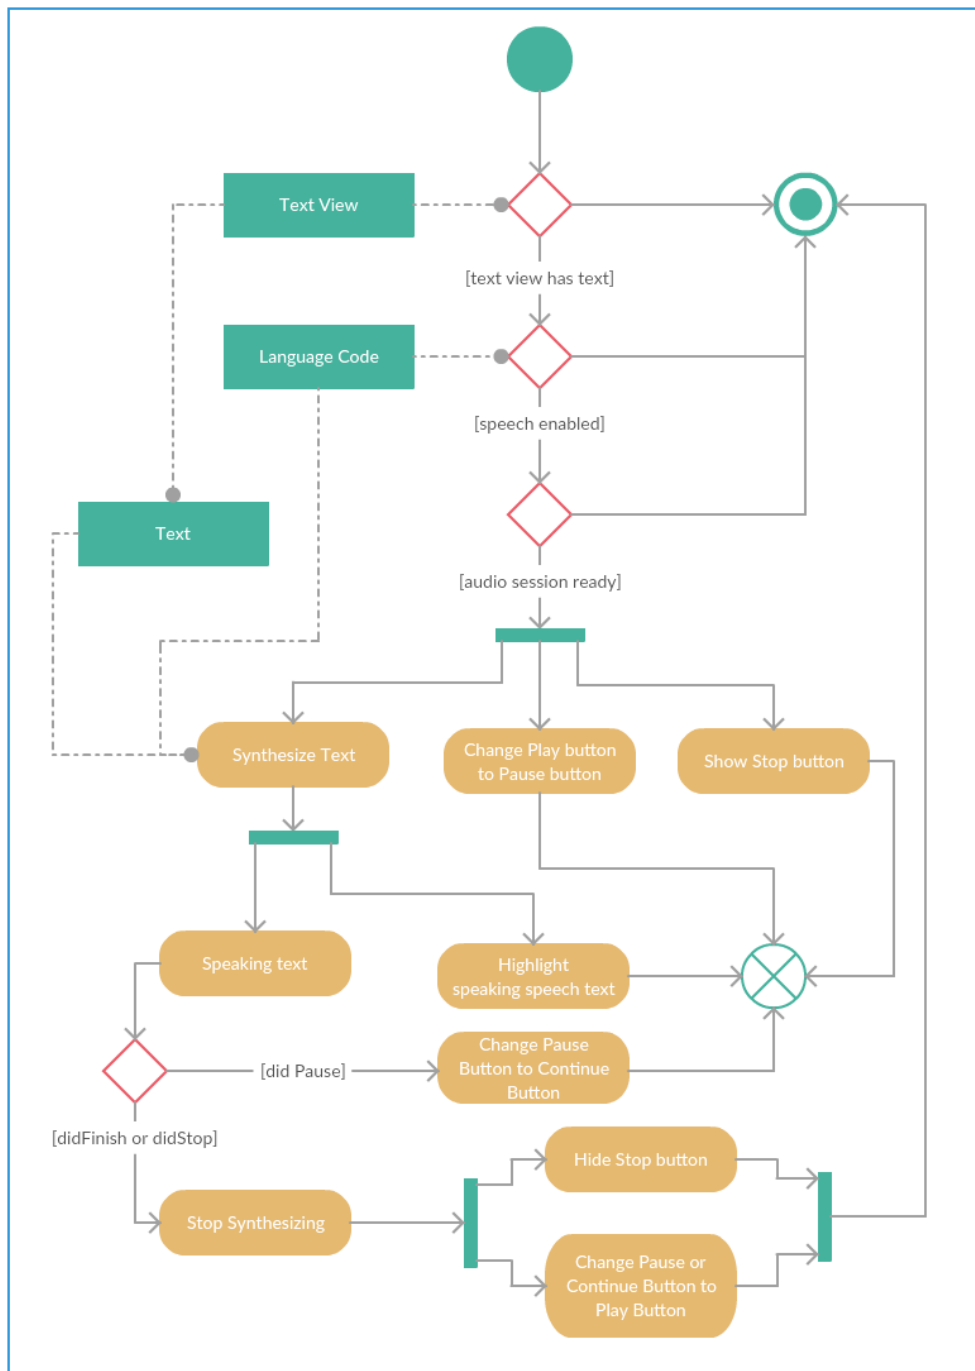 Text View
[text view has text]
Language Code
[speech enabled]
Text
[audio session ready]
Synthesize Text
Change Play button
to Pause button
Show Stop button
Speaking text
Highlight
speaking speech text
[did Pause]
Change Pause
Button to Continue
Button
[didFinish or didStop]
Hide Stop button
Stop Synthesizing
Change Pause or
Continue Button to
Play Button